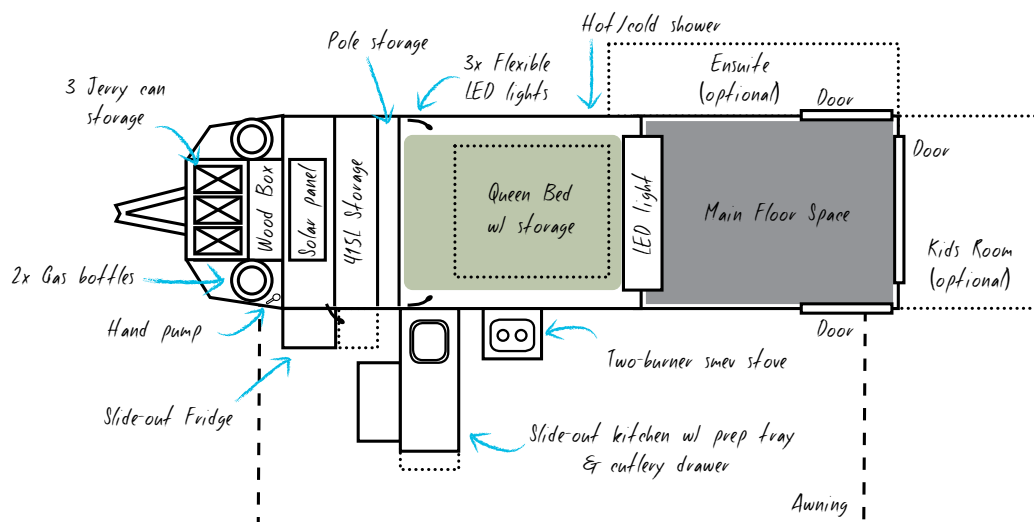 Hot/cold shower
Pole storage
3x Flexible
LED lights
Ensuite
(optional)
3 Jerry can
storage
Door
Door
Wood Box
Solar panel
415L Storage
Queen Bed
w/ storage
LED light
Main Floor Space
Kids Room
(optional)
2x Gas bottles
Hand pump
Door
Two-burner smev stove
Slide-out Fridge
Slide-out kitchen w/ prep tray
& cutlery drawer
Awning